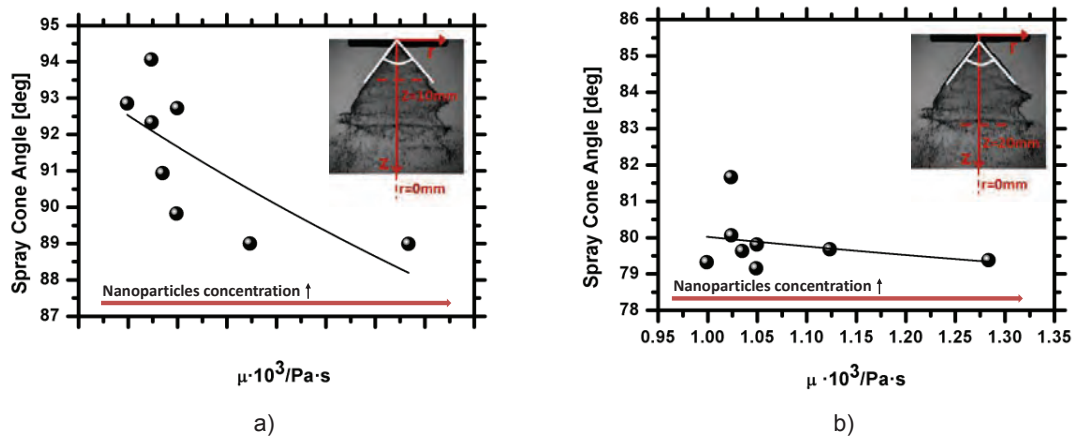 95
94
93
92
91
90
89
88
87
Spray Cone Angle [deg]
r
Z=10mm
Z
r=0mm
Nanoparticles concentration ↑
μ·10³/Pa·s
a)
86
85
84
83
82
81
80
79
78
Spray Cone Angle [deg]
r
Z
r=0mm
Nanoparticles concentration ↑
0.95 1.00 1.05 1.10 1.15 1.20 1.25 1.30 1.35
μ ·10³/Pa·s
b)